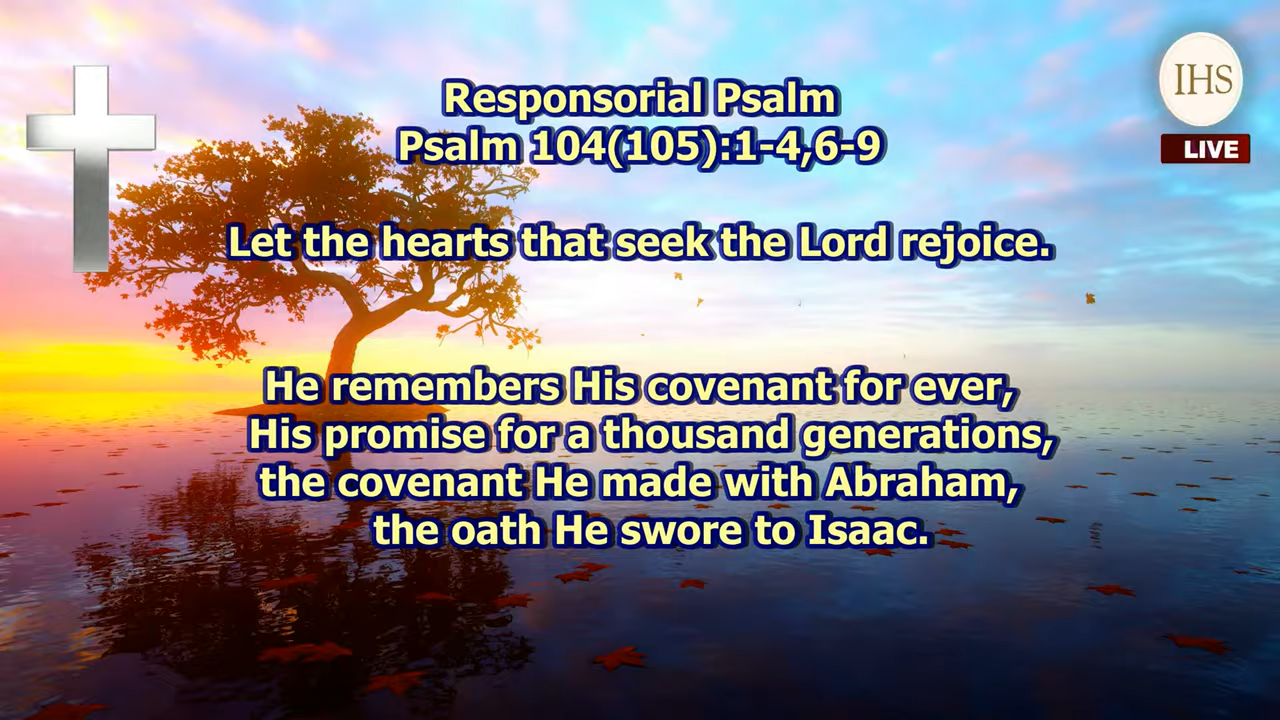 Responsorial Psalm
Psalm 104(105):1-4,6-9
Let the hearts that seek the Lord rejoice.
He remembers His covenant for ever,
His promise for a thousand generations,
the covenant He made with Abraham,
the oath He swore to Isaac.
IHS
LIVE